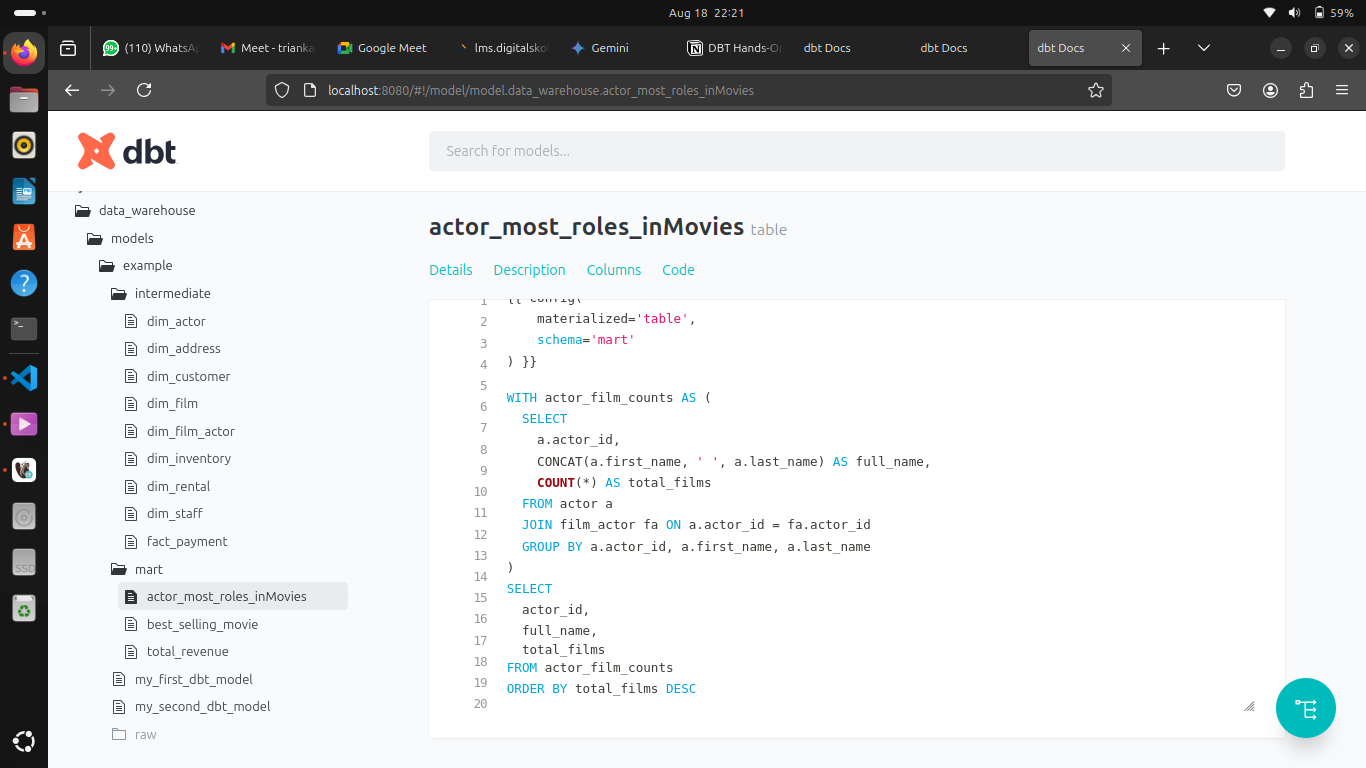 Aug 18 22:21
59%
(110) WhatsA
Meet - trianka
Google Meet
lms.digitalskol
Gemini
DBT Hands-On
dbt Docs
dbt Docs
dbt Docs
localhost:8080/#!/model/model.data_warehouse.actor_most_roles_inMovies
dbt
Search for models...
data_warehouse
models
example
intermediate
dim_actor
dim_address
dim_customer
dim_film
dim_film_actor
dim_inventory
dim_rental
dim_staff
fact_payment
mart
actor_most_roles_inMovies
best_selling_movie
total_revenue
my_first_dbt_model
my_second_dbt_model
raw
actor_most_roles_inMovies table
Details Description Columns Code
1 {{ config(
2 materialized='table',
3 schema='mart'
4 ) }}
5
6 WITH actor_film_counts AS (
7 SELECT
8 a.actor_id,
9 CONCAT(a.first_name, ' ', a.last_name) AS full_name,
10 COUNT(*) AS total_films
11 FROM actor a
12 JOIN film_actor fa ON a.actor_id = fa.actor_id
13 GROUP BY a.actor_id, a.first_name, a.last_name
14 )
15 SELECT
16 actor_id,
17 full_name,
18 total_films
19 FROM actor_film_counts
20 ORDER BY total_films DESC
SSD